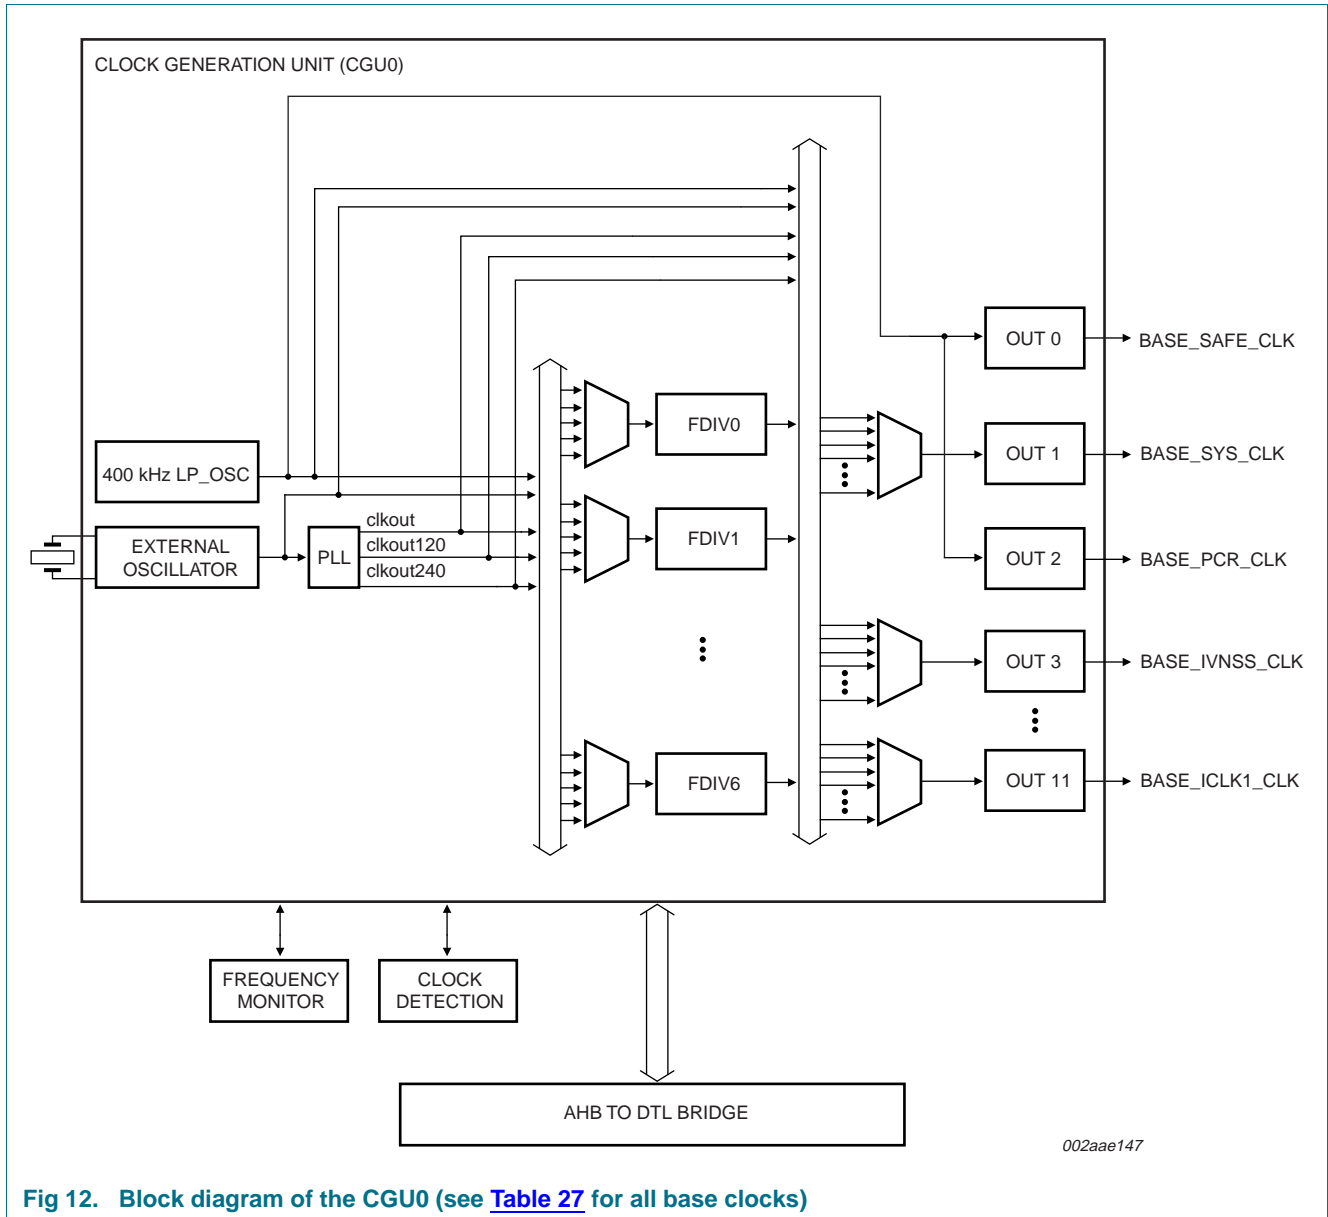 CLOCK GENERATION UNIT (CGU0)
400 kHz LP_OSC
EXTERNAL
OSCILLATOR
PLL
clkout
clkout120
clkout240
FDIV0
FDIV1
FDIV6
OUT 0
OUT 1
OUT 2
OUT 3
OUT 11
BASE_SAFE_CLK
BASE_SYS_CLK
BASE_PCR_CLK
BASE_IVNSS_CLK
BASE_ICLK1_CLK
FREQUENCY
MONITOR
CLOCK
DETECTION
AHB TO DTL BRIDGE
002aae147
Fig 12. Block diagram of the CGU0 (see Table 27 for all base clocks)